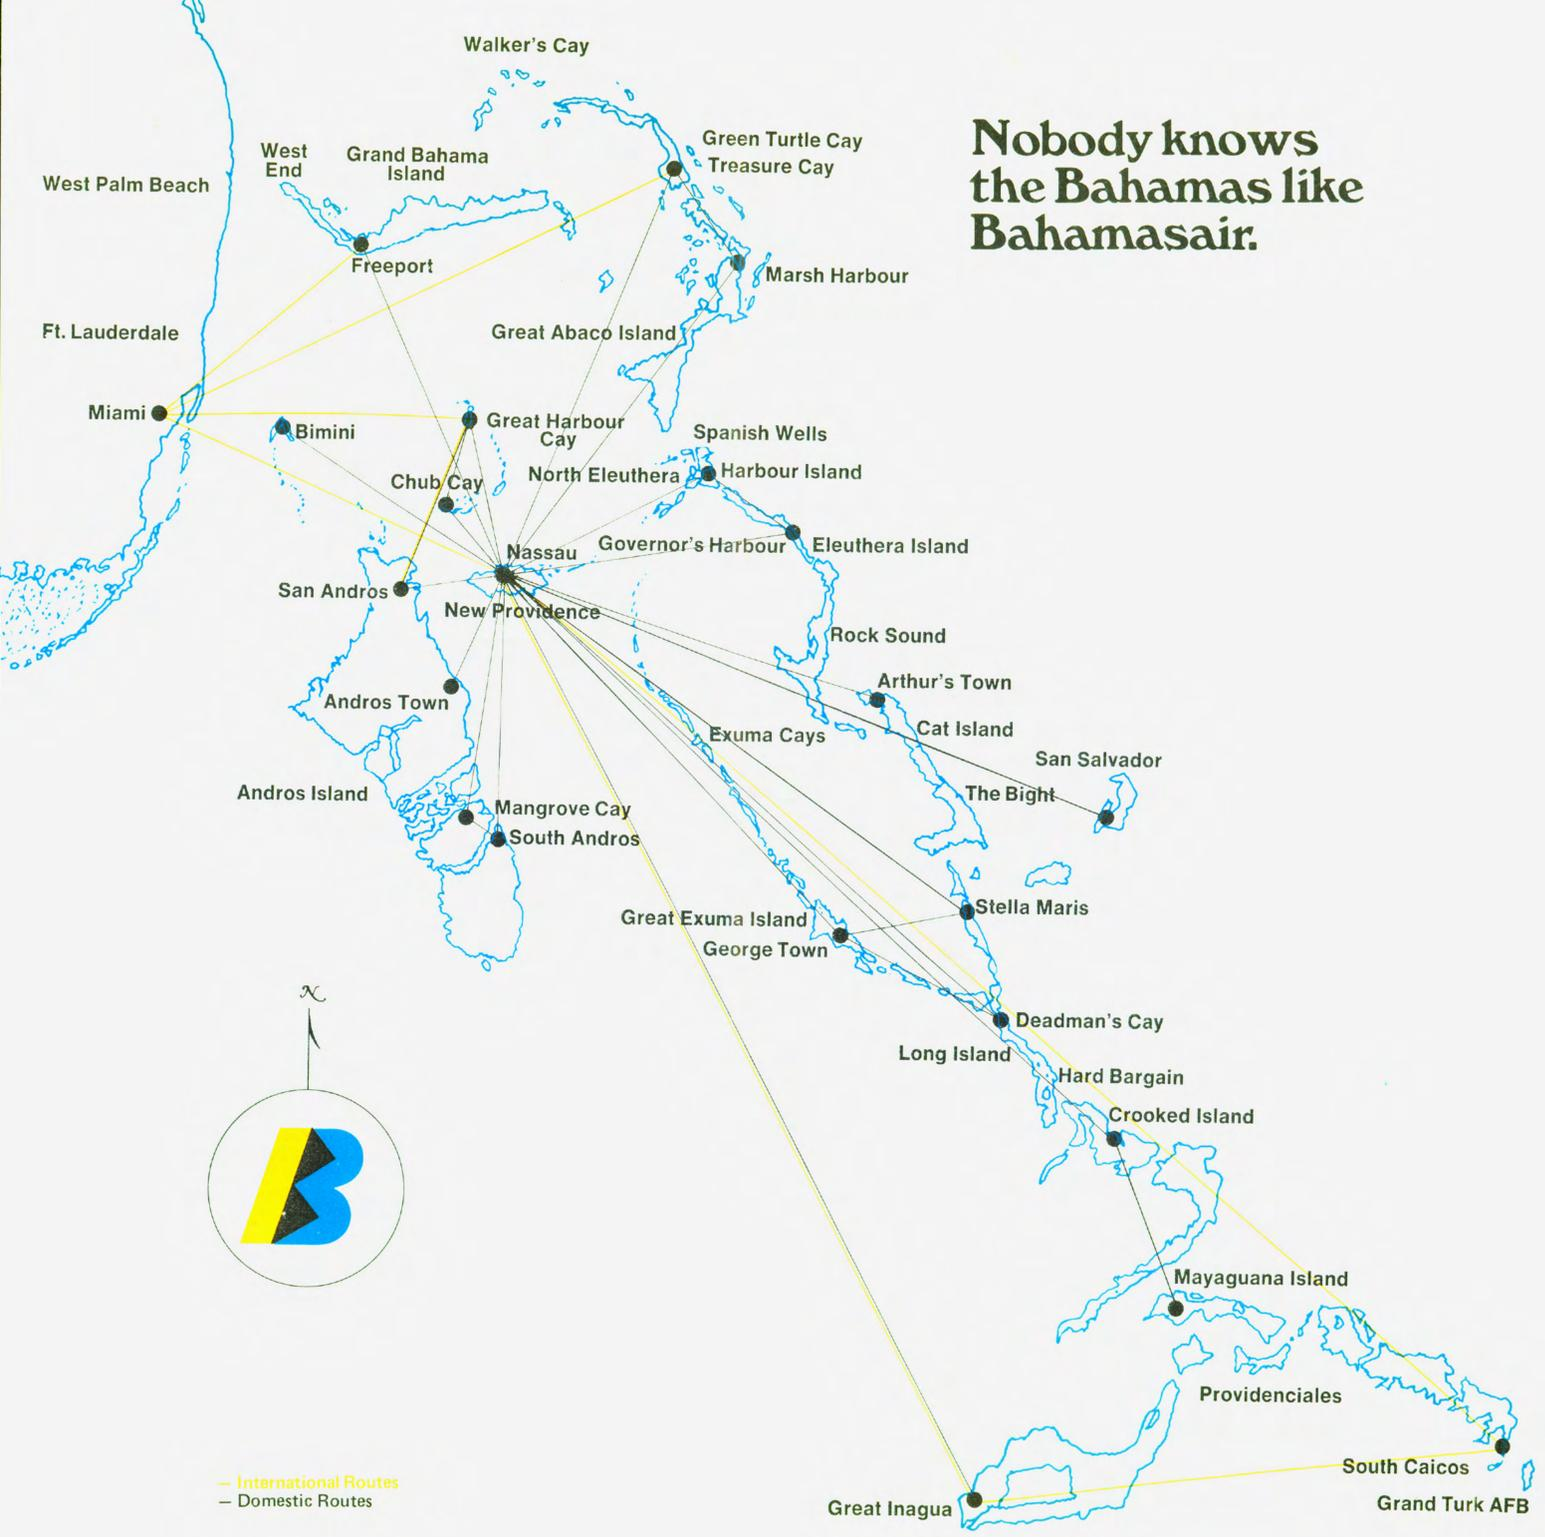 Walker's Cay
Nobody knows
the Bahamas like
Bahamasair.
Green Turtle Cay
Treasure Cay
West
End
Grand Bahama
Island
West Palm Beach
Freeport
Marsh Harbour
Ft. Lauderdale
Great Abaco Island
Miami
Bimini
Great Harbour
Cay
Spanish Wells
Chub Cay
North Eleuthera
Harbour Island
Nassau
Governor's Harbour
Eleuthera Island
San Andros
New Providence
Rock Sound
Arthur's Town
Andros Town
Exuma Cays
Cat Island
San Salvador
Andros Island
The Bight
Mangrove Cay
South Andros
Stella Maris
Great Exuma Island
George Town
N
Deadman's Cay
Long Island
Hard Bargain
Crooked Island
B
Mayaguana Island
Providenciales
South Caicos
Grand Turk AFB
Great Inagua
— International Routes
— Domestic Routes